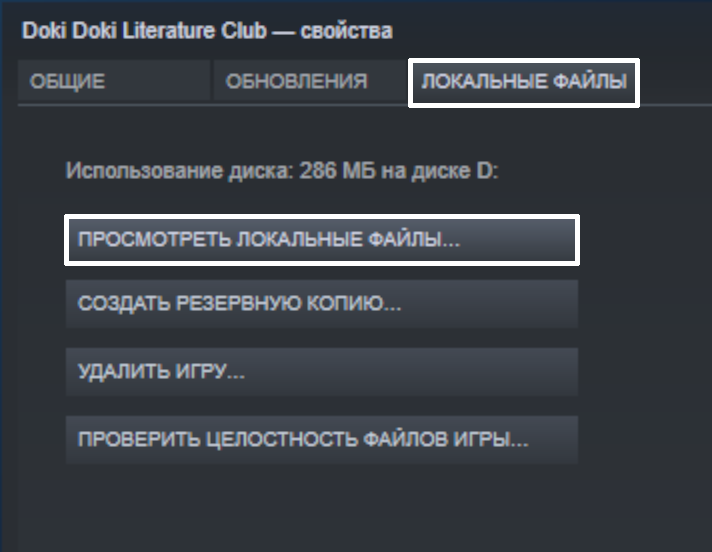 Doki Doki Literature Club — свойства
ОБЩИЕ ОБНОВЛЕНИЯ ЛОКАЛЬНЫЕ ФАЙЛЫ
Использование диска: 286 МБ на диске D:
ПРОСМОТРЕТЬ ЛОКАЛЬНЫЕ ФАЙЛЫ...
СОЗДАТЬ РЕЗЕРВНУЮ КОПИЮ...
УДАЛИТЬ ИГРУ...
ПРОВЕРИТЬ ЦЕЛОСТНОСТЬ ФАЙЛОВ ИГРЫ...